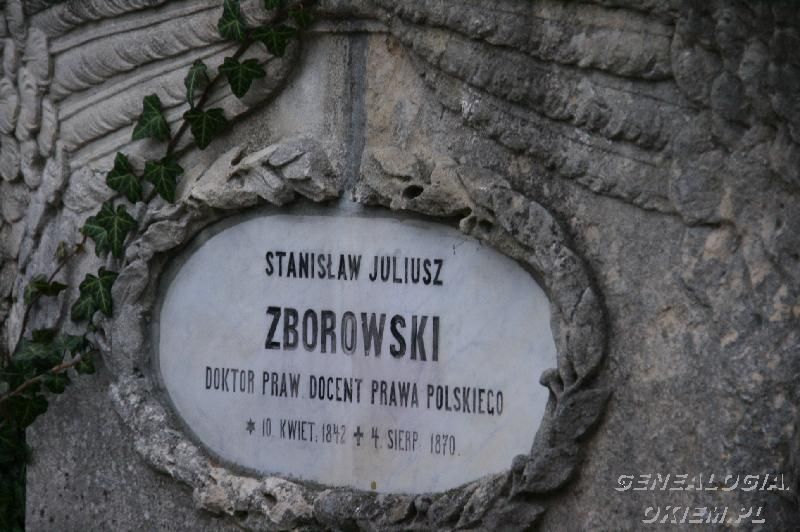 STANISŁAW JULIUSZ
ZBOROWSKI
DOKTOR PRAW, DOCENT PRAWA POLSKIEGO
* 10. KWIET. 1842 ✝ 4. SIERP. 1870.
GENEALOGIA.
OKIEM.PL